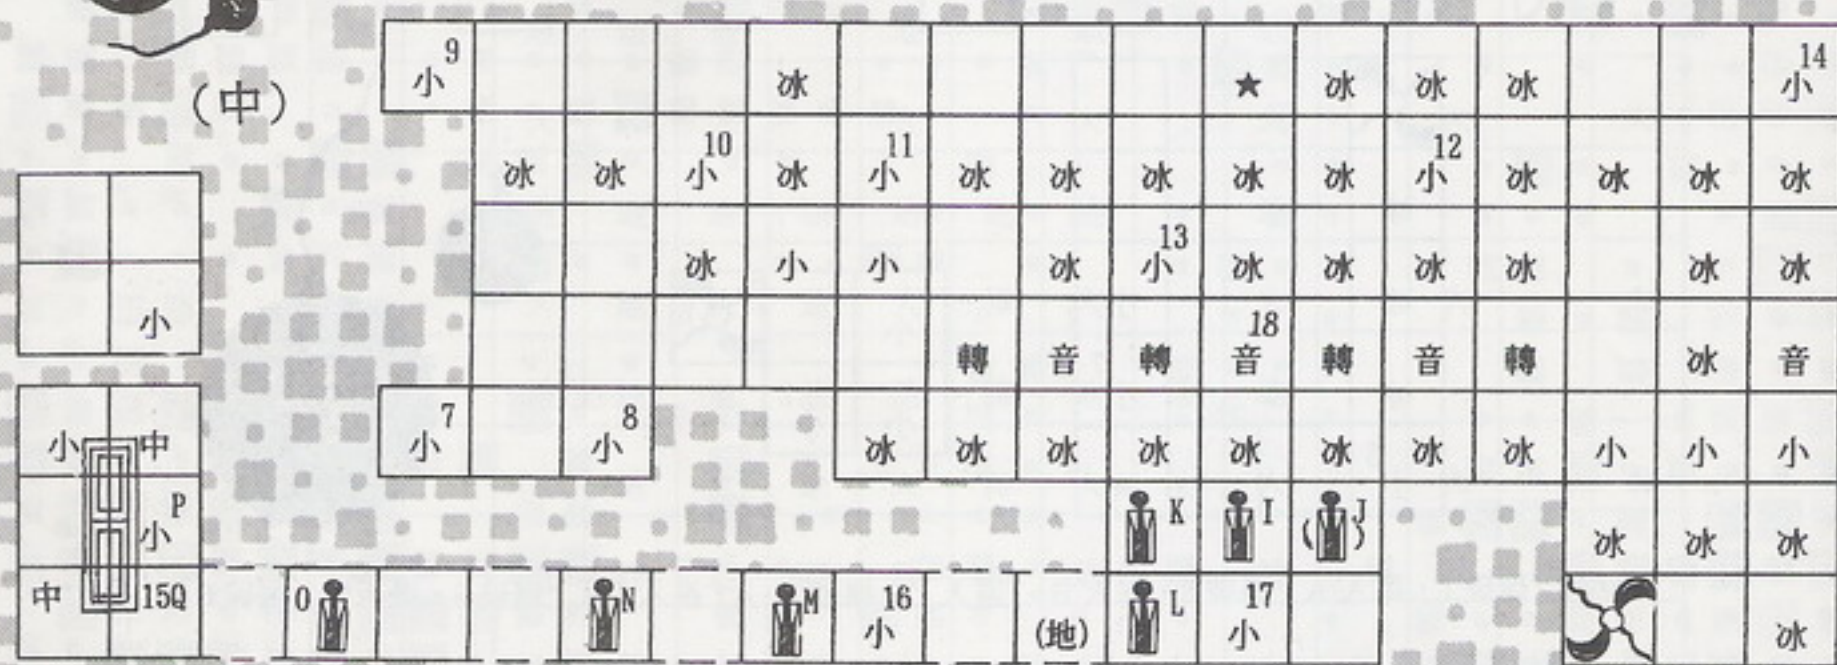 9
小 冰 ★ 冰 冰 冰 小 14
(中)
冰 冰 小 10 冰 小 11 冰 冰 冰 冰 冰 小 12 冰 冰 冰 冰
冰 小 小 冰 小 13 冰 冰 冰 冰 冰 冰
小
轉 音 轉 音 18 轉 音 轉 冰 音
小 7 小 8 冰 冰 冰 冰 冰 冰 冰 冰 小 小 小
小 中
小 P K I (J) 冰 冰 冰
中 15Q O N M 16 小 (地) L 17 小 冰